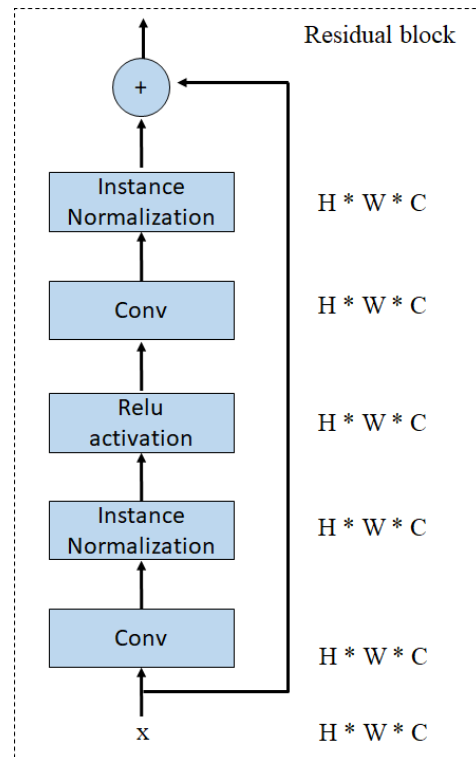 Residual block
+
Instance
Normalization
H * W * C
Conv
H * W * C
Relu
activation
H * W * C
Instance
Normalization
H * W * C
Conv
H * W * C
x
H * W * C